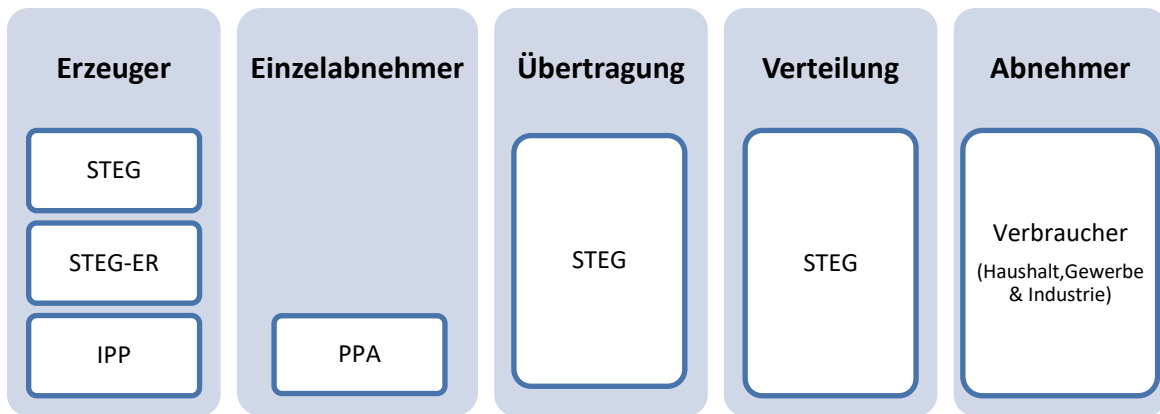 Erzeuger
STEG
STEG-ER
IPP
Einzelabnehmer
PPA
Übertragung
STEG
Verteilung
STEG
Abnehmer
Verbraucher
(Haushalt,Gewerbe
& Industrie)